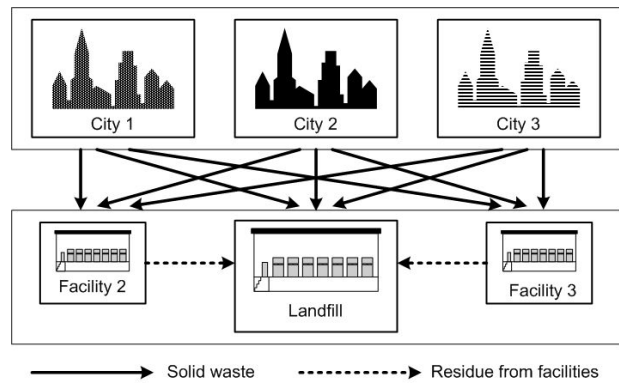 City 1
City 2
City 3
Facility 2
Landfill
Facility 3
Solid waste
Residue from facilities